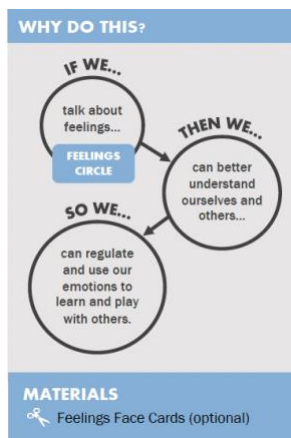 WHY DO THIS?
IF WE...
talk about
feelings...
FEELINGS
CIRCLE
THEN WE...
can better
understand
ourselves and
others...
SO WE...
can regulate
and use our
emotions to
learn and play
with others.
MATERIALS
Feelings Face Cards (optional)